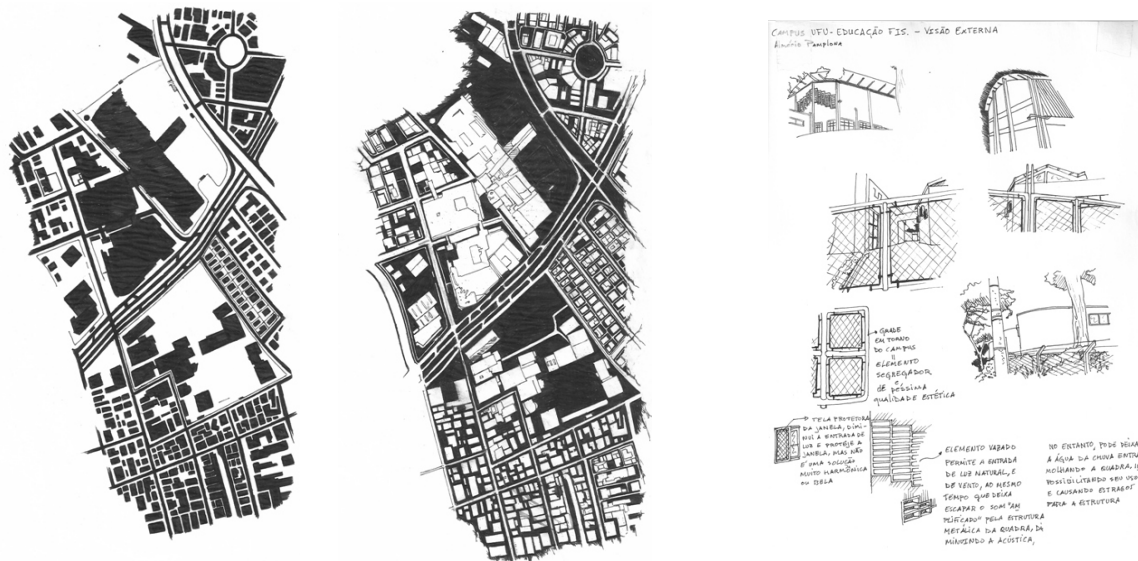 CAMPUS UFU - EDUCAÇÃO FIS. - VISÃO EXTERNA
Pamplona
GRADE
EM TORNO
DO CAMPUS
ELEMENTO
SEGREGADOR
DE PÉSSIMA
QUALIDADE ESTÉTICA
TELA PROTETORA
DA JANELA, DIMI-
NUI A ENTRADA DE
LUZ E PROTEJE A
JANELA, MAS NÃO
É UMA SOLUÇÃO
MUITO HARMÔNICA
OU BELA
ELEMENTO VAZADO
PERMITE A ENTRADA
DE LUZ NATURAL, E
DE VENTO, AO MESMO
TEMPO QUE DEIXA
ESCAPAR O SOM "AM
PLIFICADO" PELA ESTRUTURA
METÁLICA DA QUADRA, DI
MINUINDO A ACÚSTICA,
NO ENTANTO, PODE DEIXA
A ÁGUA DA CHUVA ENTRA
MOLHANDO A QUADRA,
POSSIBILITANDO SEU USO
E CAUSANDO ESTRAGOS
PARA A ESTRUTURA